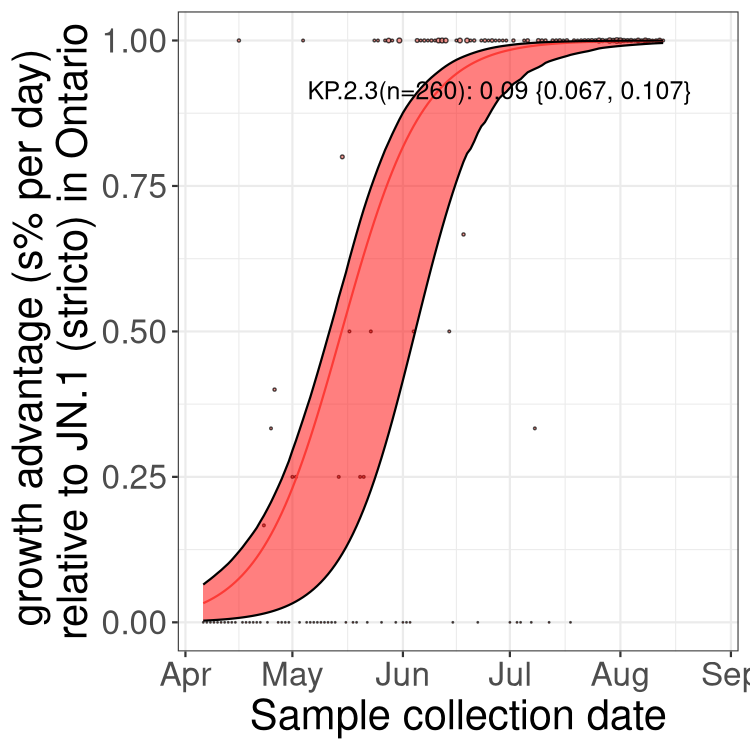 growth advantage (s% per day)
relative to JN.1 (stricto) in Ontario
1.00
0.75
0.50
0.25
0.00
KP.2.3(n=260): 0.09 {0.067, 0.107}
Apr May Jun Jul Aug Sep
Sample collection date